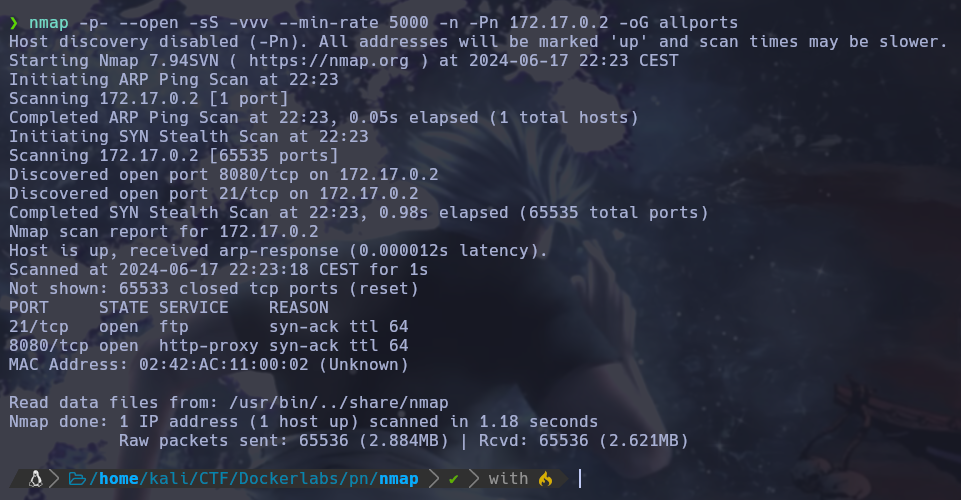 ❯ nmap -p- --open -sS -vvv --min-rate 5000 -n -Pn 172.17.0.2 -oG allports
Host discovery disabled (-Pn). All addresses will be marked 'up' and scan times may be slower.
Starting Nmap 7.94SVN ( https://nmap.org ) at 2024-06-17 22:23 CEST
Initiating ARP Ping Scan at 22:23
Scanning 172.17.0.2 [1 port]
Completed ARP Ping Scan at 22:23, 0.05s elapsed (1 total hosts)
Initiating SYN Stealth Scan at 22:23
Scanning 172.17.0.2 [65535 ports]
Discovered open port 8080/tcp on 172.17.0.2
Discovered open port 21/tcp on 172.17.0.2
Completed SYN Stealth Scan at 22:23, 0.98s elapsed (65535 total ports)
Nmap scan report for 172.17.0.2
Host is up, received arp-response (0.000012s latency).
Scanned at 2024-06-17 22:23:18 CEST for 1s
Not shown: 65533 closed tcp ports (reset)
PORT     STATE SERVICE    REASON
21/tcp   open  ftp        syn-ack ttl 64
8080/tcp open  http-proxy syn-ack ttl 64
MAC Address: 02:42:AC:11:00:02 (Unknown)
Read data files from: /usr/bin/../share/nmap
Nmap done: 1 IP address (1 host up) scanned in 1.18 seconds
           Raw packets sent: 65536 (2.884MB) | Rcvd: 65536 (2.621MB)
/home/kali/CTF/Dockerlabs/pn/nmap ✔ with 🔥